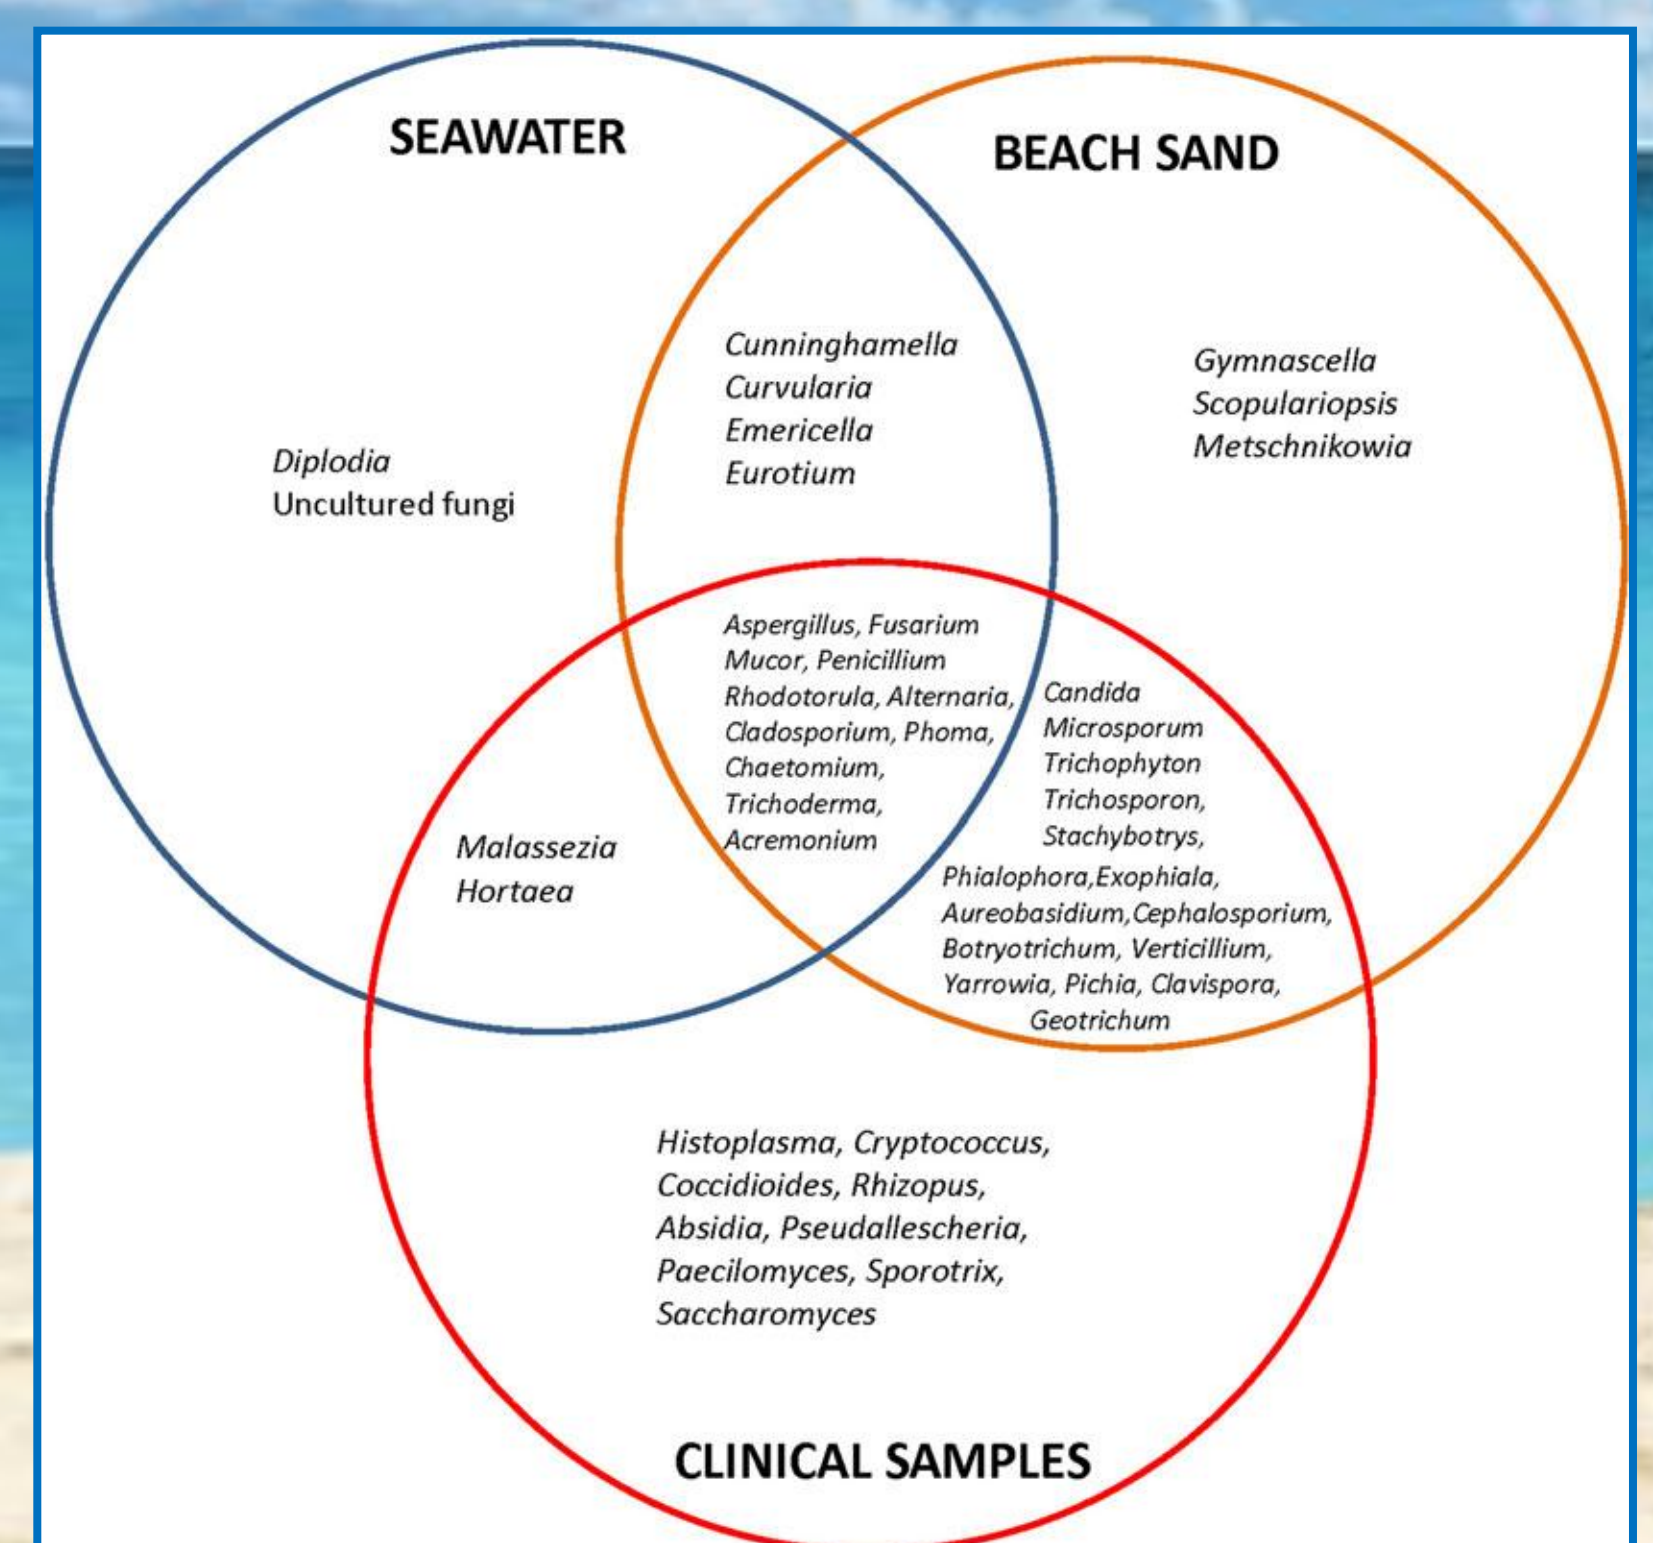 SEAWATER
BEACH SAND
Cunninghamella
Curvularia
Emericella
Eurotium
Gymnascella
Scopulariopsis
Metschnikowia
Diplodia
Uncultured fungi
Aspergillus, Fusarium
Mucor, Penicillium
Rhodotorula, Alternaria,
Cladosporium, Phoma,
Chaetomium,
Trichoderma,
Acremonium
Candida
Microsporum
Trichophyton
Trichosporon,
Stachybotrys,
Phialophora,Exophiala,
Aureobasidium,Cephalosporium,
Botryotrichum, Verticillium,
Yarrowia, Pichia, Clavispora,
Geotrichum
Malassezia
Hortaea
Histoplasma, Cryptococcus,
Coccidioides, Rhizopus,
Absidia, Pseudallescheria,
Paecilomyces, Sporotrix,
Saccharomyces
CLINICAL SAMPLES